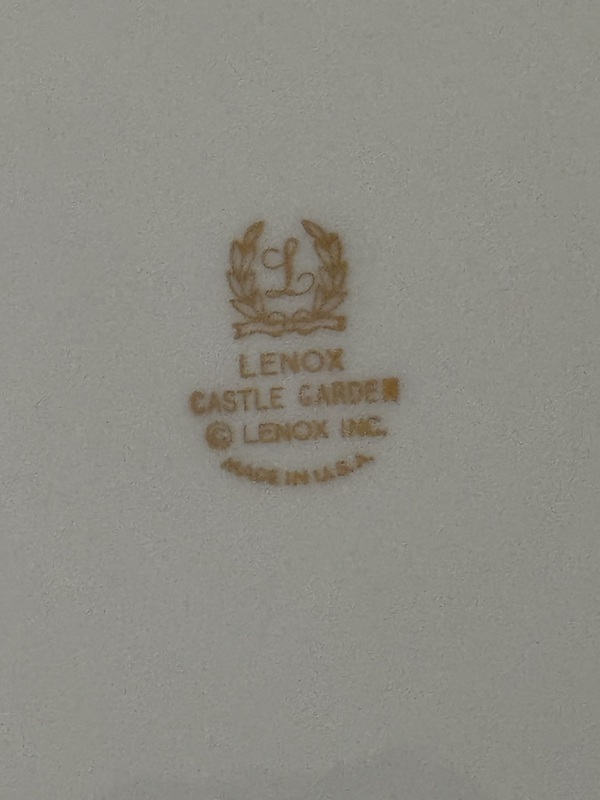 L
LENOX
CASTLE GARDEN
© LENOX INC.
MADE IN U.S.A.